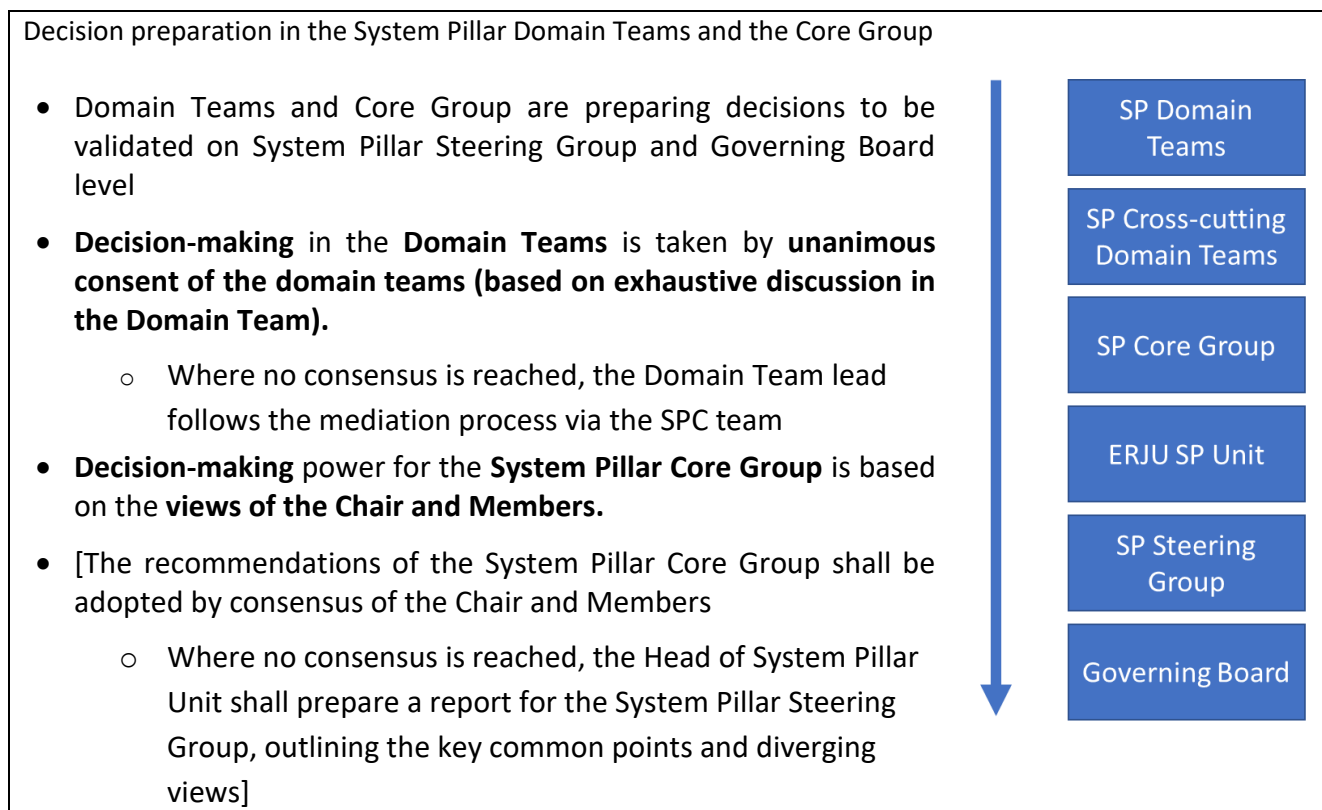 Decision preparation in the System Pillar Domain Teams and the Core Group
• Domain Teams and Core Group are preparing decisions to be
validated on System Pillar Steering Group and Governing Board
level
• Decision-making in the Domain Teams is taken by unanimous
consent of the domain teams (based on exhaustive discussion in
the Domain Team).
o Where no consensus is reached, the Domain Team lead
follows the mediation process via the SPC team
• Decision-making power for the System Pillar Core Group is based
on the views of the Chair and Members.
• [The recommendations of the System Pillar Core Group shall be
adopted by consensus of the Chair and Members
o Where no consensus is reached, the Head of System Pillar
Unit shall prepare a report for the System Pillar Steering
Group, outlining the key common points and diverging
views]
SP Domain
Teams
SP Cross-cutting
Domain Teams
SP Core Group
ERJU SP Unit
SP Steering
Group
Governing Board